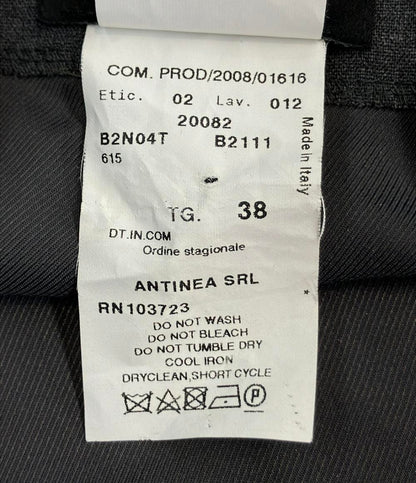 COM. PROD/2008/01616
Etic. 02 Lav. 012
20082
B2N04T B2111
615
Made in Italy
TG. 38
DT.IN.COM
Ordine stagionale
ANTINEA SRL
RN103723
DO NOT WASH
DO NOT BLEACH
DO NOT TUMBLE DRY
COOL IRON
DRYCLEAN,SHORT CYCLE
P